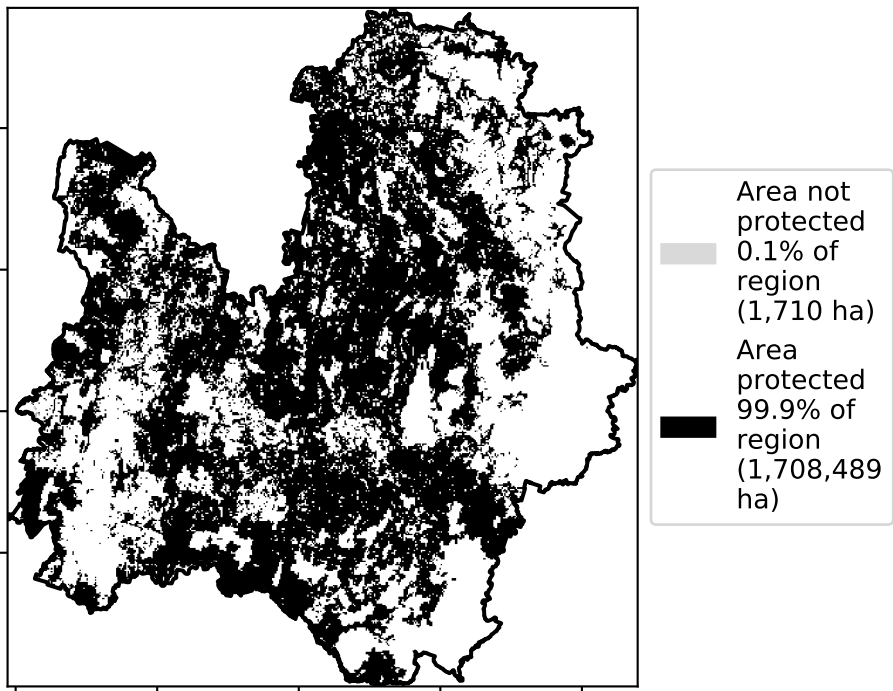 Area not
protected
0.1% of
region
(1,710 ha)
Area
protected
99.9% of
region
(1,708,489
ha)